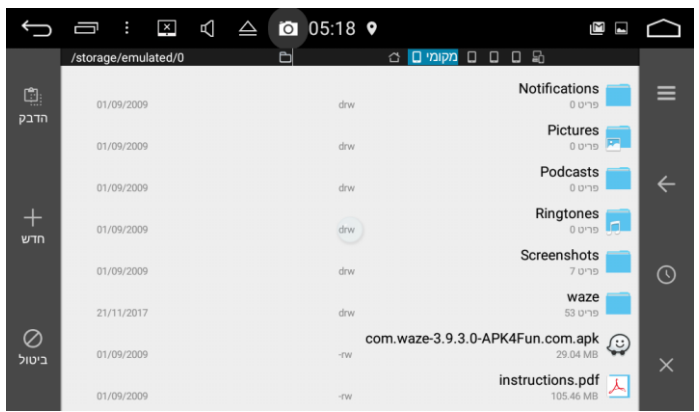 05:18
/storage/emulated/0
מקומי
הדבק
חדש
ביטול
Notifications
פריט 0
01/09/2009
drw
Pictures
פריט 0
01/09/2009
drw
Podcasts
פריט 0
01/09/2009
drw
Ringtones
פריט 0
01/09/2009
drw
Screenshots
פריט 7
01/09/2009
drw
waze
פריט 53
21/11/2017
drw
com.waze-3.9.3.0-APK4Fun.com.apk
29.04 MB
01/09/2009
-rw
instructions.pdf
105.46 MB
01/09/2009
-rw